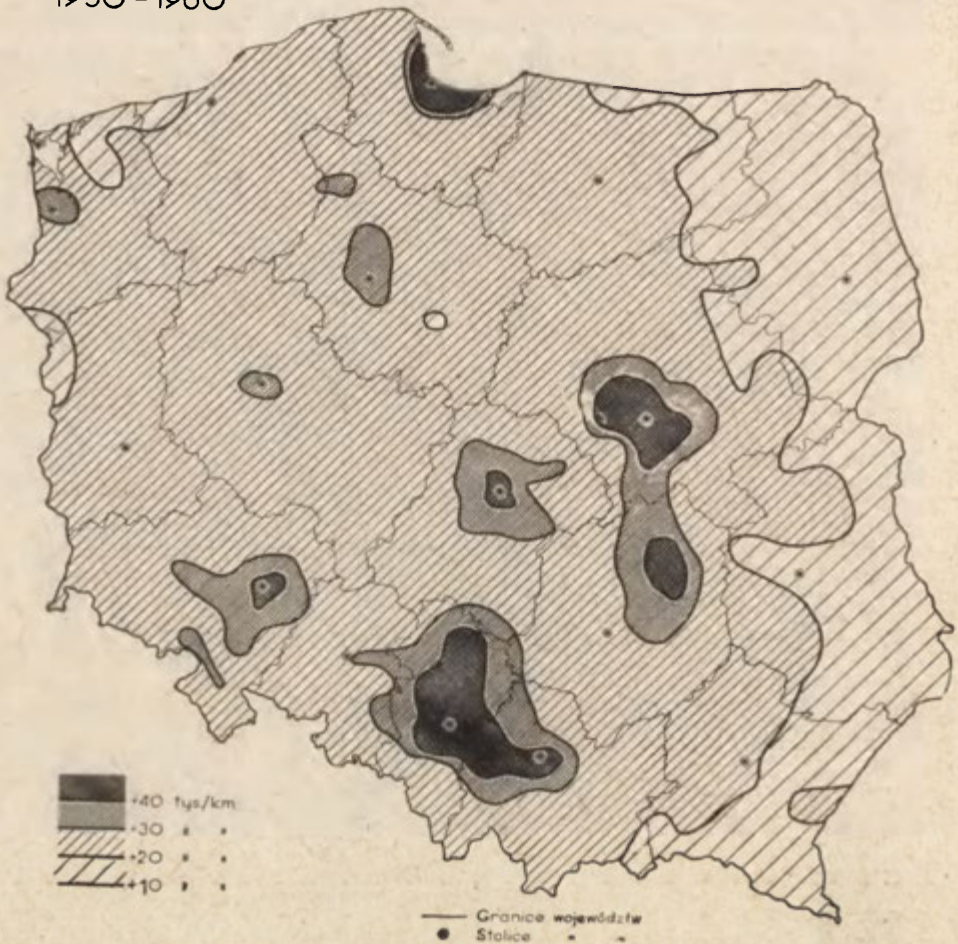 1950-1960
+40 tys/km
+30 " "
+20 " "
+10 " "
Granice województw
Stolice " "